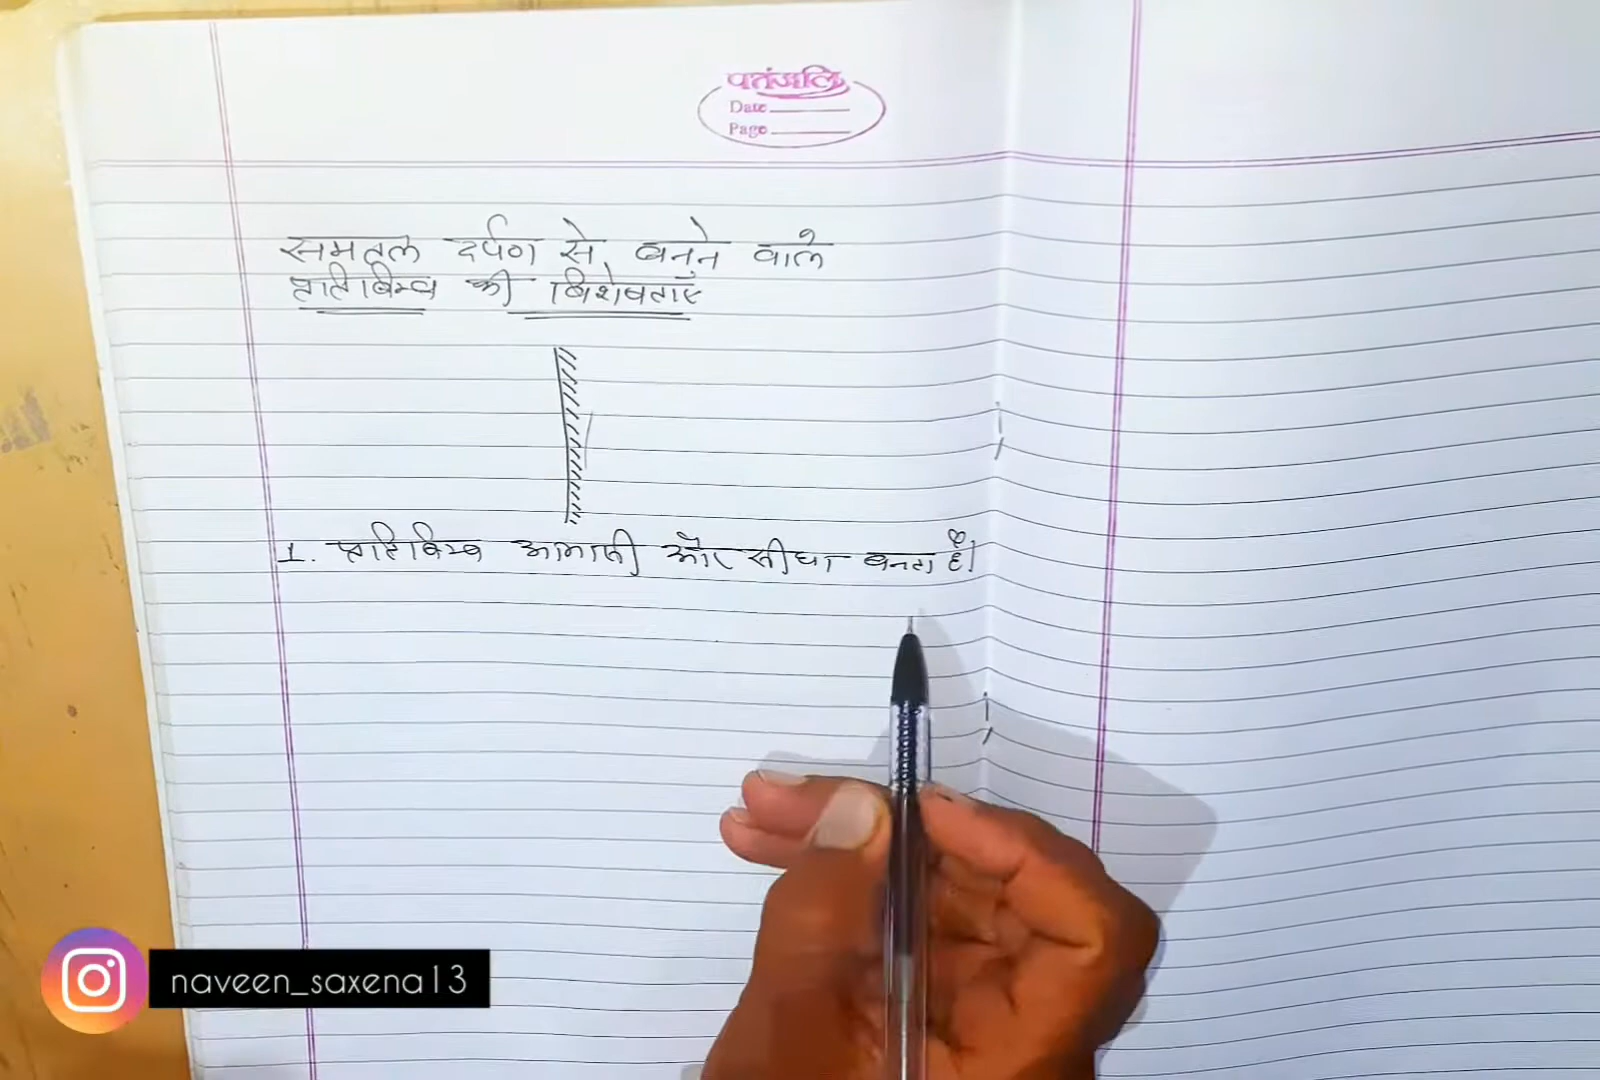 पतंजलि
Date
Page
समतल दर्पण से बनने वाले
प्रतिबिम्ब की विशेषताएं
1. प्रतिबिम्ब आभासी और सीधा बनता है।
naveen_saxena13